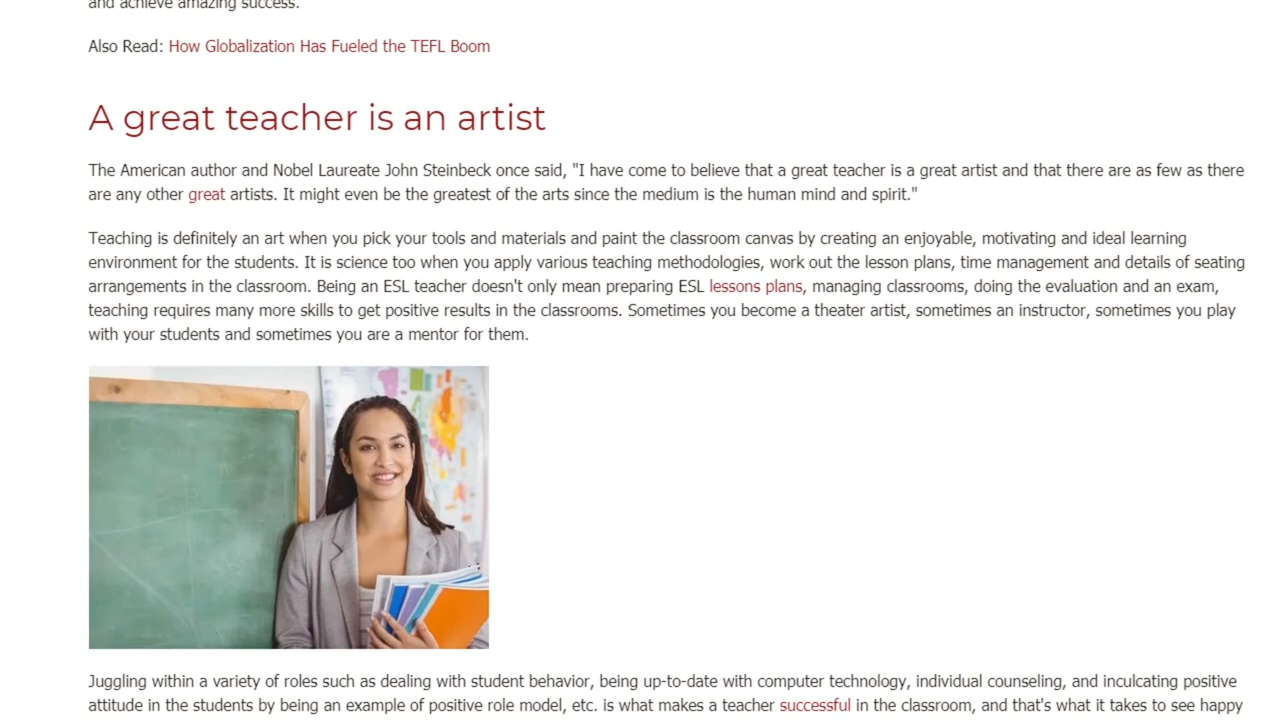 and achieve amazing success.
Also Read: How Globalization Has Fueled the TEFL Boom
A great teacher is an artist
The American author and Nobel Laureate John Steinbeck once said, "I have come to believe that a great teacher is a great artist and that there are as few as there
are any other great artists. It might even be the greatest of the arts since the medium is the human mind and spirit."
Teaching is definitely an art when you pick your tools and materials and paint the classroom canvas by creating an enjoyable, motivating and ideal learning
environment for the students. It is science too when you apply various teaching methodologies, work out the lesson plans, time management and details of seating
arrangements in the classroom. Being an ESL teacher doesn't only mean preparing ESL lessons plans, managing classrooms, doing the evaluation and an exam,
teaching requires many more skills to get positive results in the classrooms. Sometimes you become a theater artist, sometimes an instructor, sometimes you play
with your students and sometimes you are a mentor for them.
Juggling within a variety of roles such as dealing with student behavior, being up-to-date with computer technology, individual counseling, and inculcating positive
attitude in the students by being an example of positive role model, etc. is what makes a teacher successful in the classroom, and that's what it takes to see happy